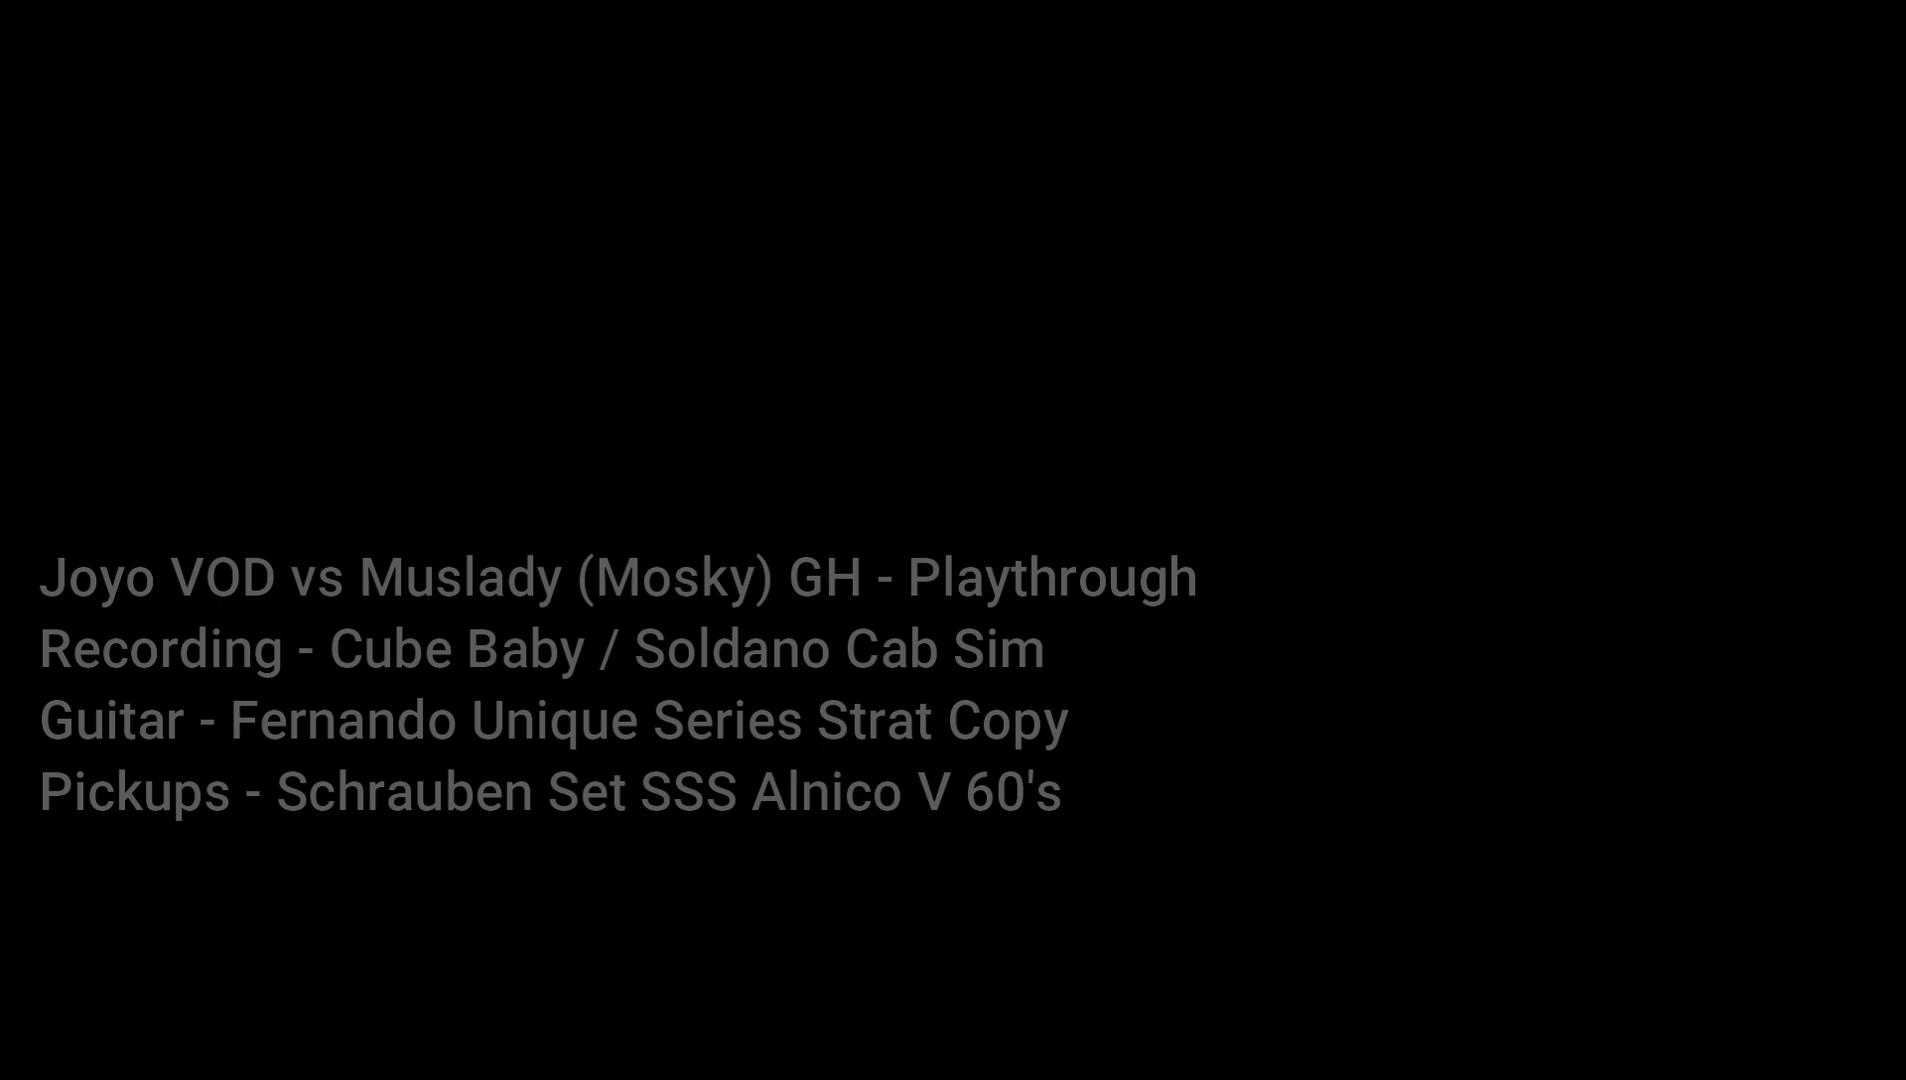 Joyo VOD vs Muslady (Mosky) GH - Playthrough
Recording - Cube Baby / Soldano Cab Sim
Guitar - Fernando Unique Series Strat Copy
Pickups - Schrauben Set SSS Alnico V 60's